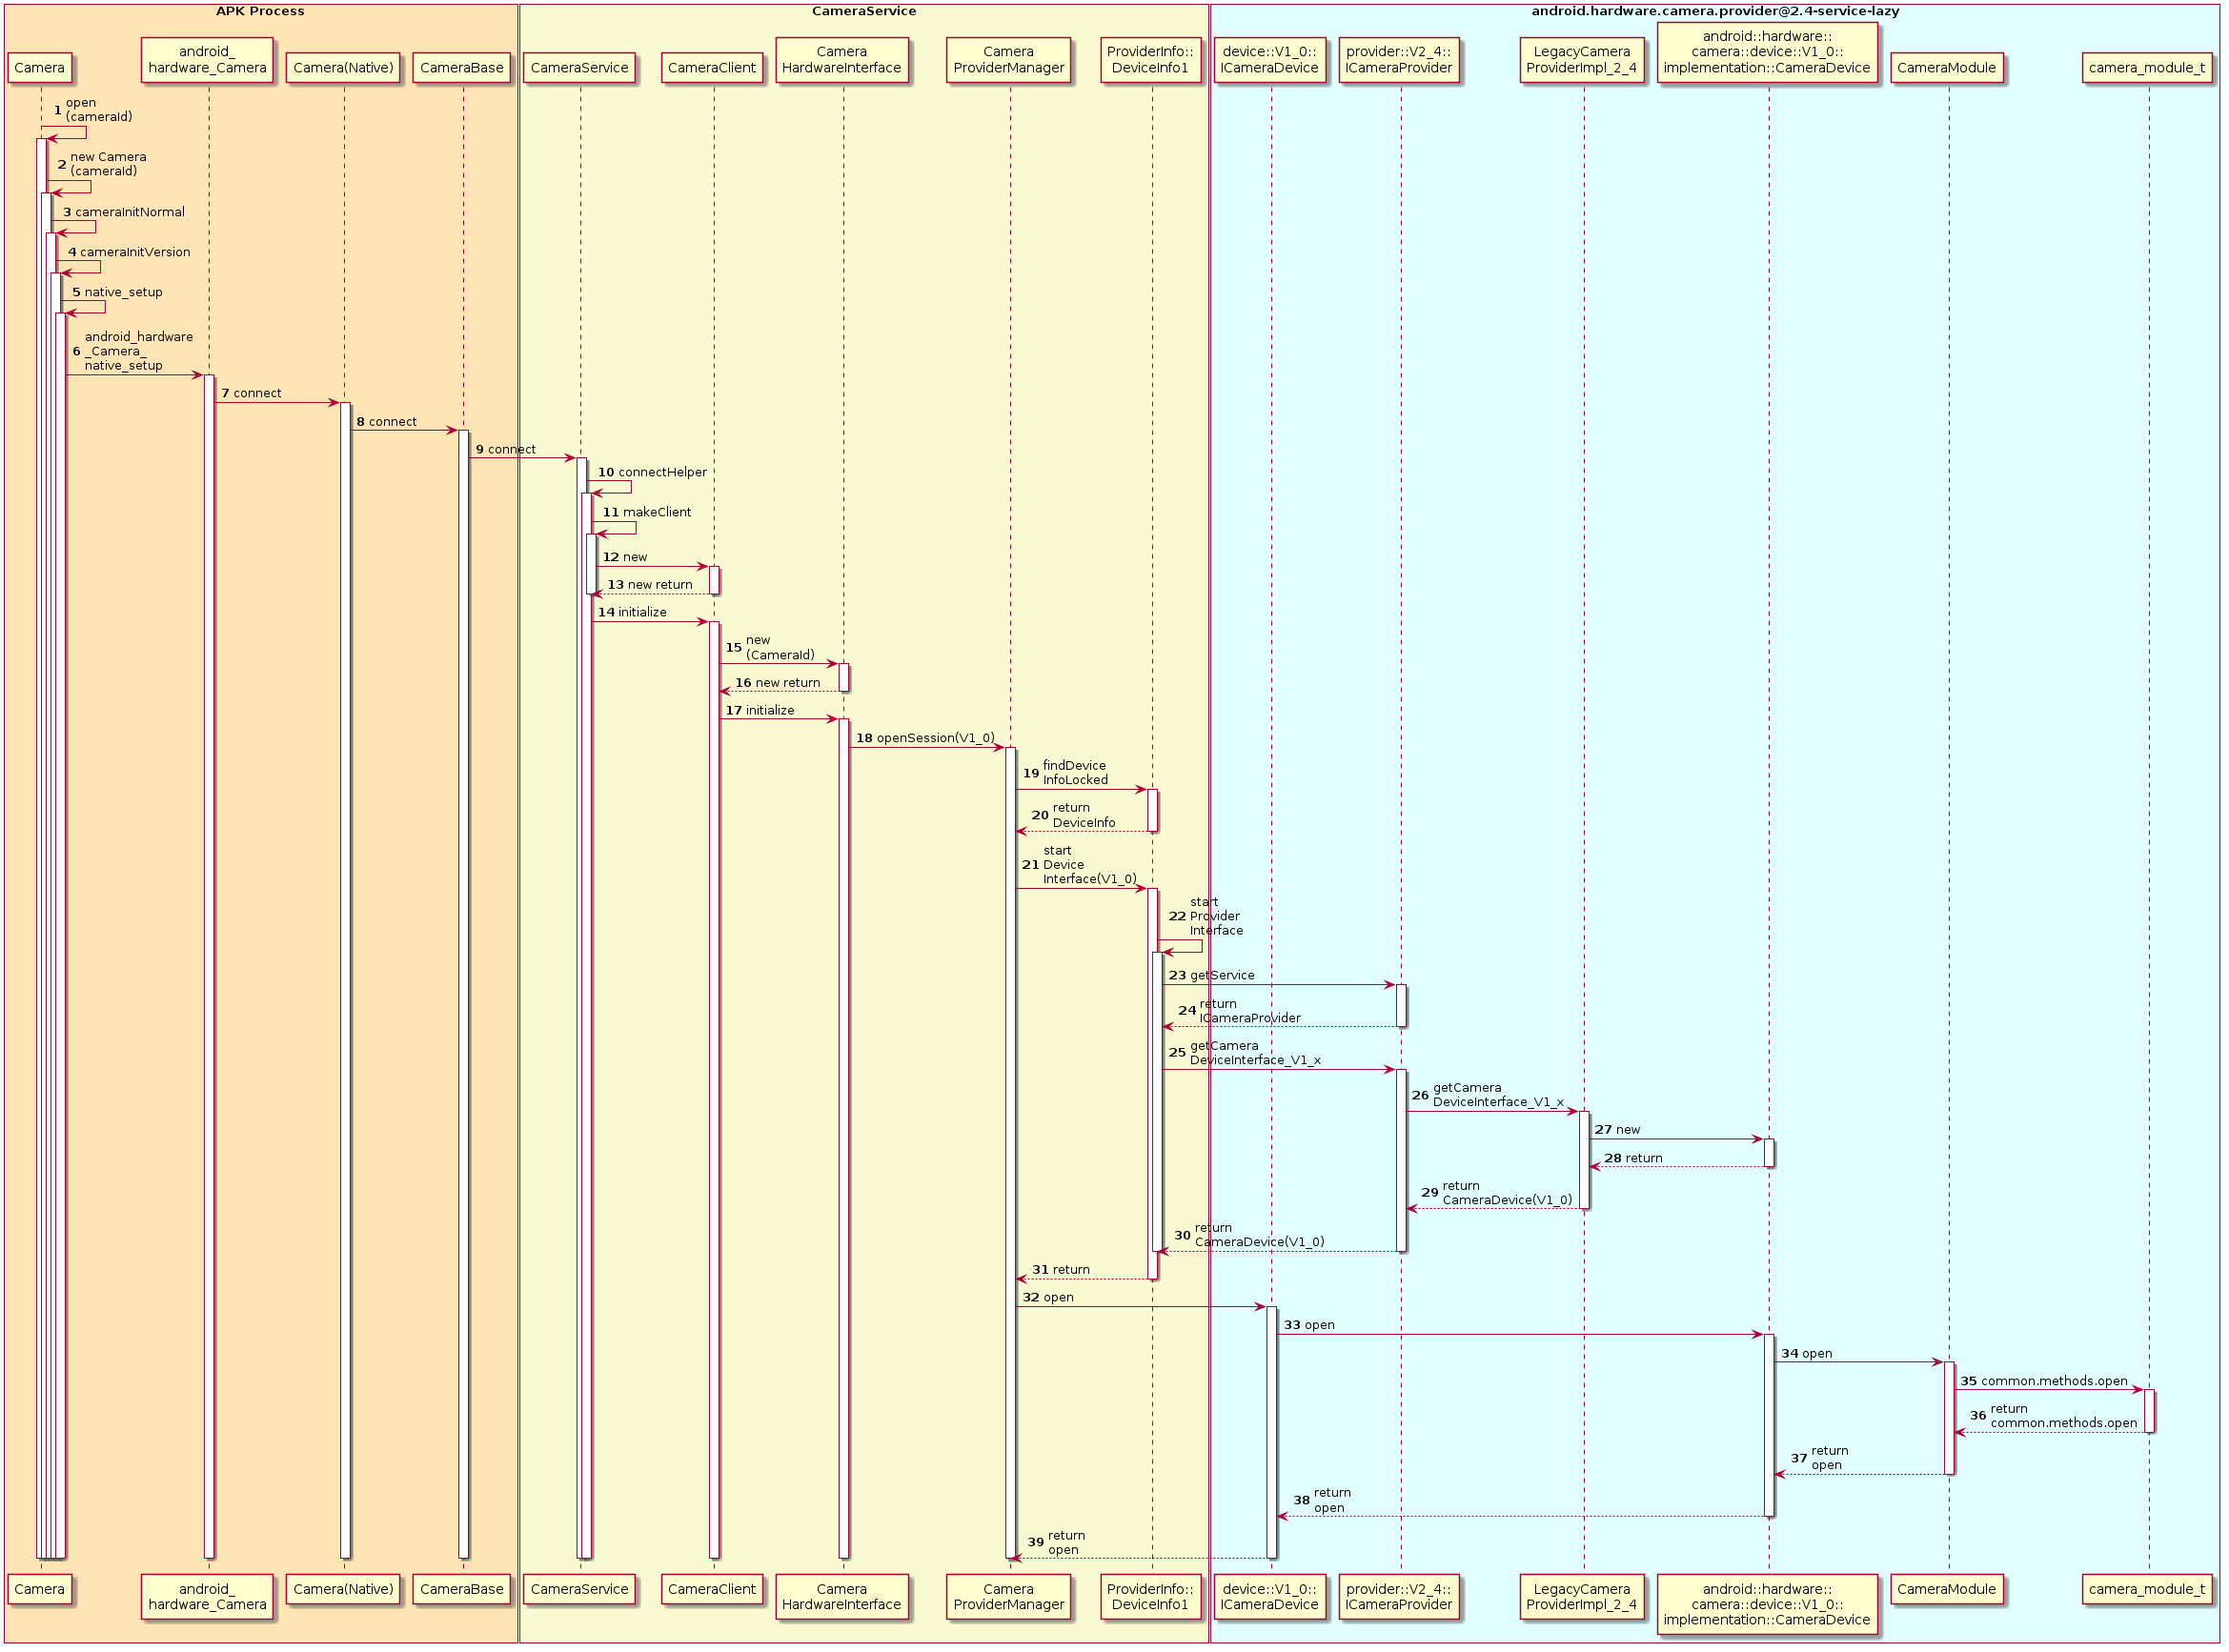 APK Process
CameraService
android.hardware.camera.provider@2.4-service-lazy
Camera
android_
hardware_Camera
Camera(Native)
CameraBase
CameraService
CameraClient
Camera
HardwareInterface
Camera
ProviderManager
ProviderInfo::
DeviceInfo1
device::V1_0::
ICameraDevice
provider::V2_4::
ICameraProvider
LegacyCamera
ProviderImpl_2_4
android::hardware::
camera::device::V1_0::
implementation::CameraDevice
CameraModule
camera_module_t
1 open
(cameraId)
2 new Camera
(cameraId)
3 cameraInitNormal
4 cameraInitVersion
5 native_setup
6 android_hardware
_Camera_
native_setup
7 connect
8 connect
9 connect
10 connectHelper
11 makeClient
12 new
13 new return
14 initialize
15 new
(CameraId)
16 new return
17 initialize
18 openSession(V1_0)
19 findDevice
InfoLocked
20 return
DeviceInfo
21 start
Device
Interface(V1_0)
22 start
Provider
Interface
23 getService
24 return
ICameraProvider
25 getCamera
DeviceInterface_V1_x
26 getCamera
DeviceInterface_V1_x
27 new
28 return
29 return
CameraDevice(V1_0)
30 return
CameraDevice(V1_0)
31 return
32 open
33 open
34 open
35 common.methods.open
36 return
common.methods.open
37 return
open
38 return
open
39 return
open
Camera
android_
hardware_Camera
Camera(Native)
CameraBase
CameraService
CameraClient
Camera
HardwareInterface
Camera
ProviderManager
ProviderInfo::
DeviceInfo1
device::V1_0::
ICameraDevice
provider::V2_4::
ICameraProvider
LegacyCamera
ProviderImpl_2_4
android::hardware::
camera::device::V1_0::
implementation::CameraDevice
CameraModule
camera_module_t